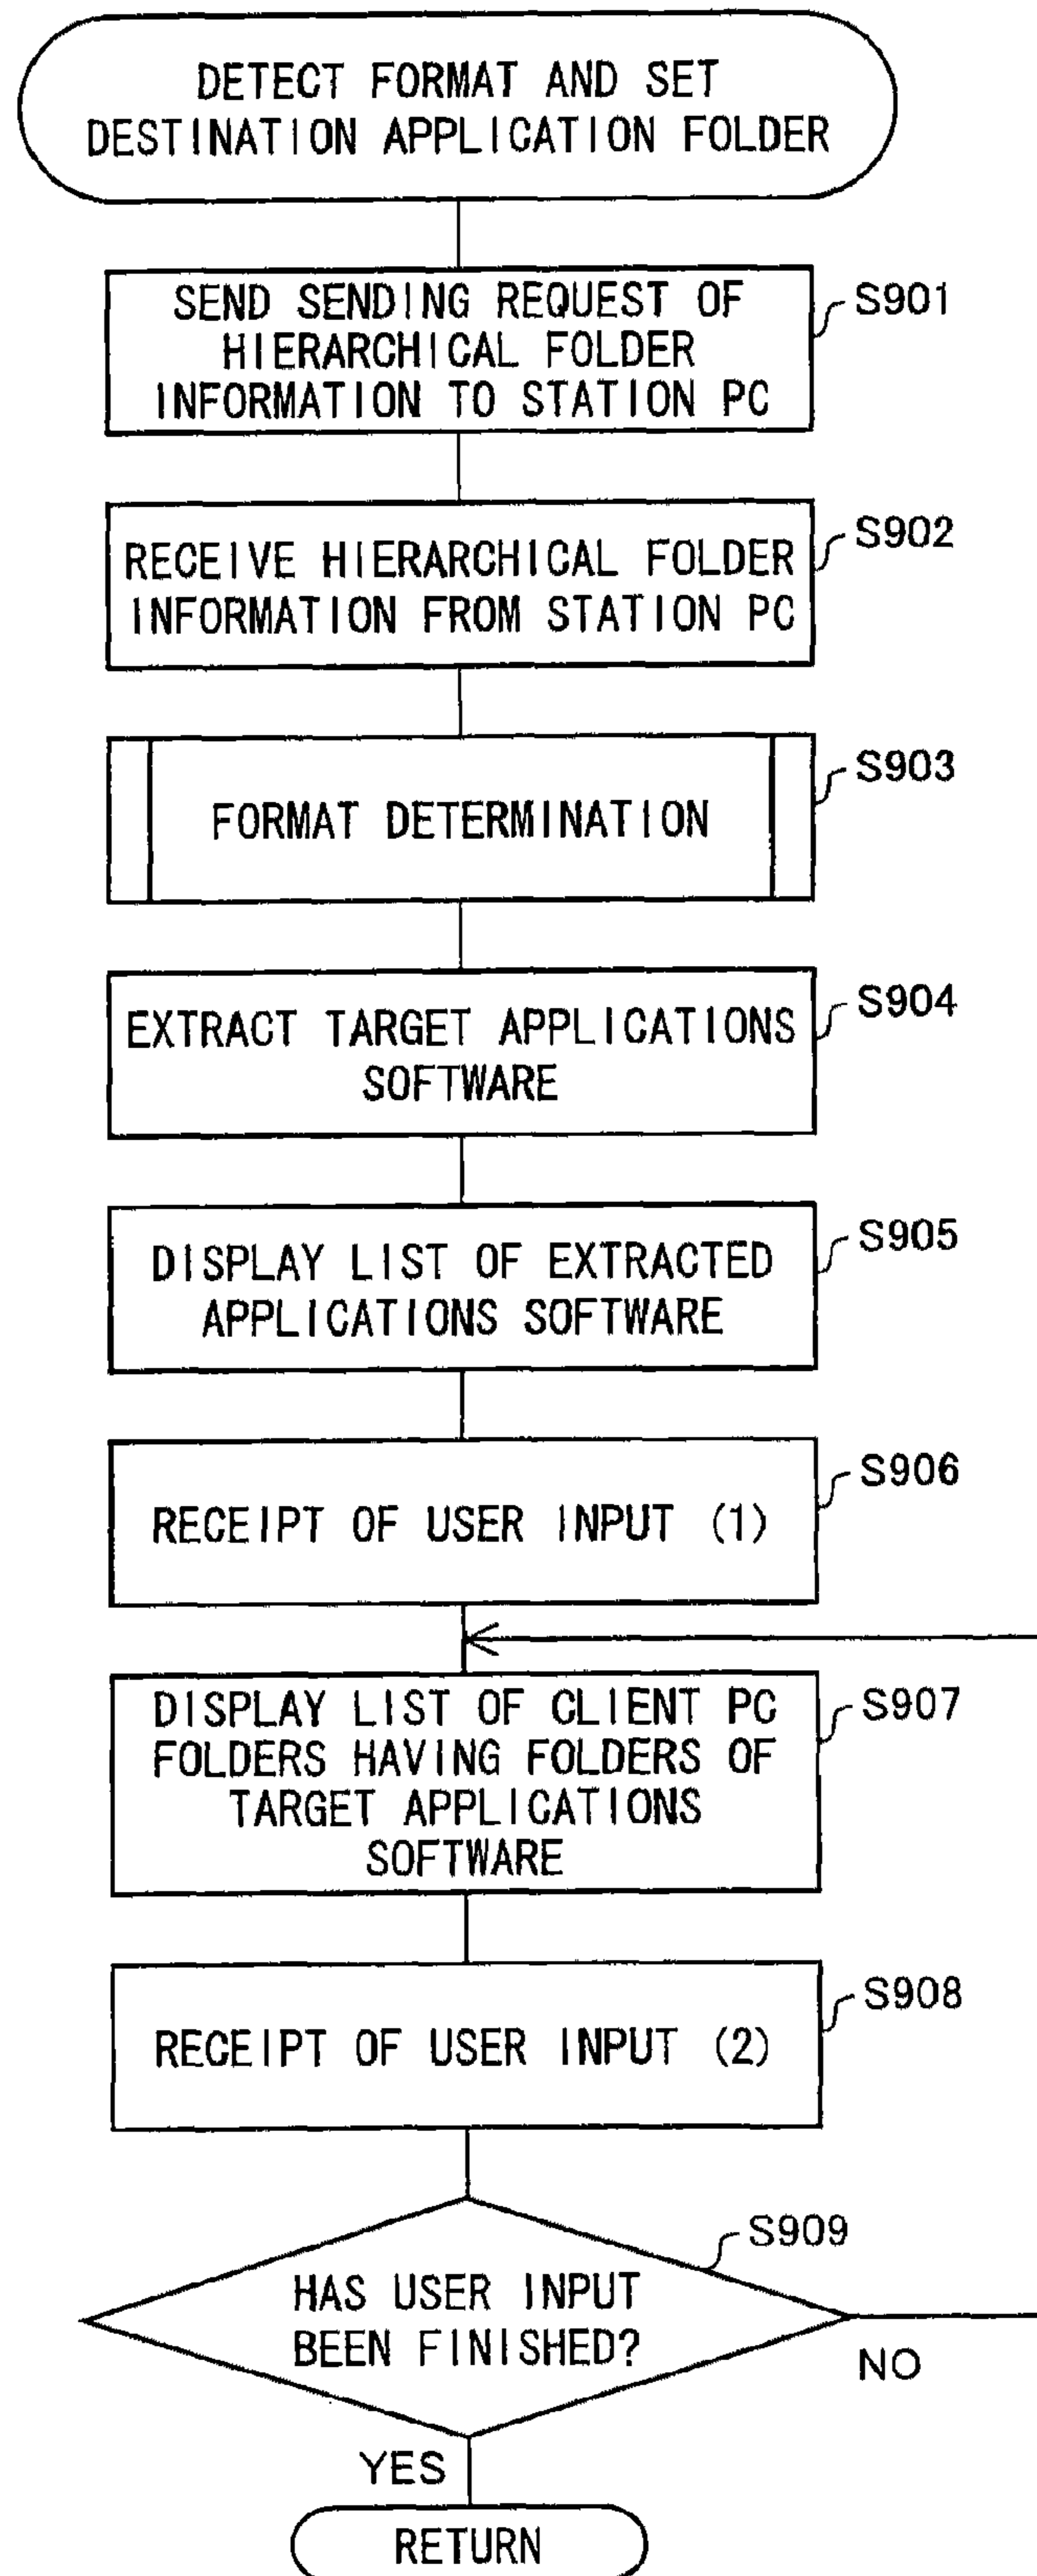 DETECT FORMAT AND SET
DESTINATION APPLICATION FOLDER
SEND SENDING REQUEST OF
HIERARCHICAL FOLDER
INFORMATION TO STATION PC
S901
RECEIVE HIERARCHICAL FOLDER
INFORMATION FROM STATION PC
S902
FORMAT DETERMINATION
S903
EXTRACT TARGET APPLICATIONS
SOFTWARE
S904
DISPLAY LIST OF EXTRACTED
APPLICATIONS SOFTWARE
S905
RECEIPT OF USER INPUT (1)
S906
DISPLAY LIST OF CLIENT PC
FOLDERS HAVING FOLDERS OF
TARGET APPLICATIONS
SOFTWARE
S907
RECEIPT OF USER INPUT (2)
S908
HAS USER INPUT
BEEN FINISHED?
S909
NO
YES
RETURN